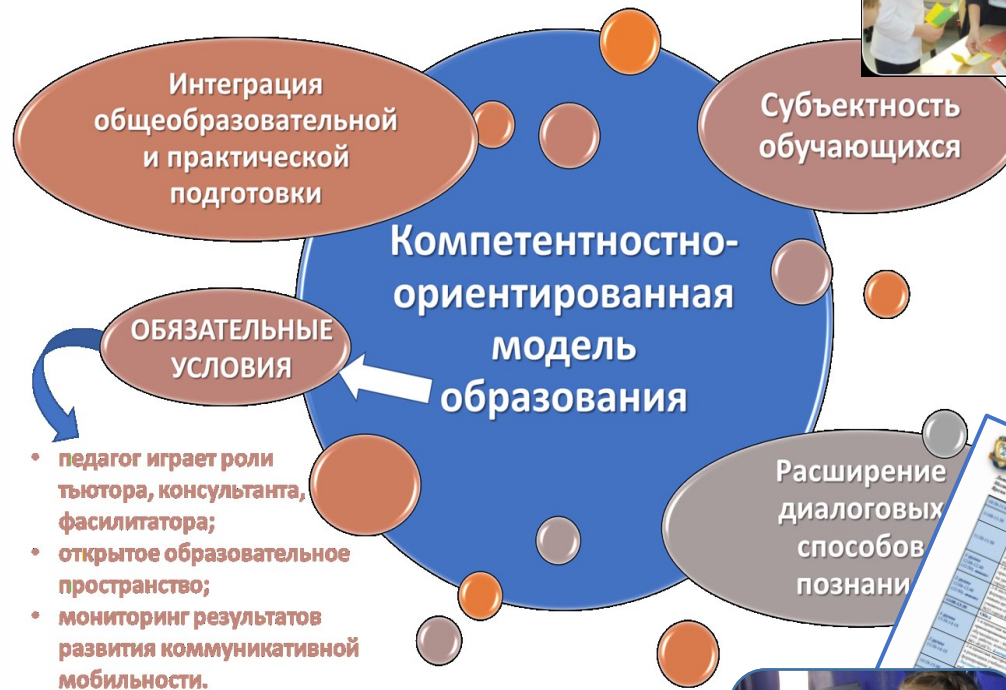 Интеграция
общеобразовательной
и практической
подготовки
Субъектность
обучающихся
Компетентностно-
ориентированная
модель
образования
ОБЯЗАТЕЛЬНЫЕ
УСЛОВИЯ
• педагог играет роли
тьютора, консультанта,
фасилитатора;
• открытое образовательное
пространство;
• мониторинг результатов
развития коммуникативной
мобильности.
Расширение
диалоговых
способов